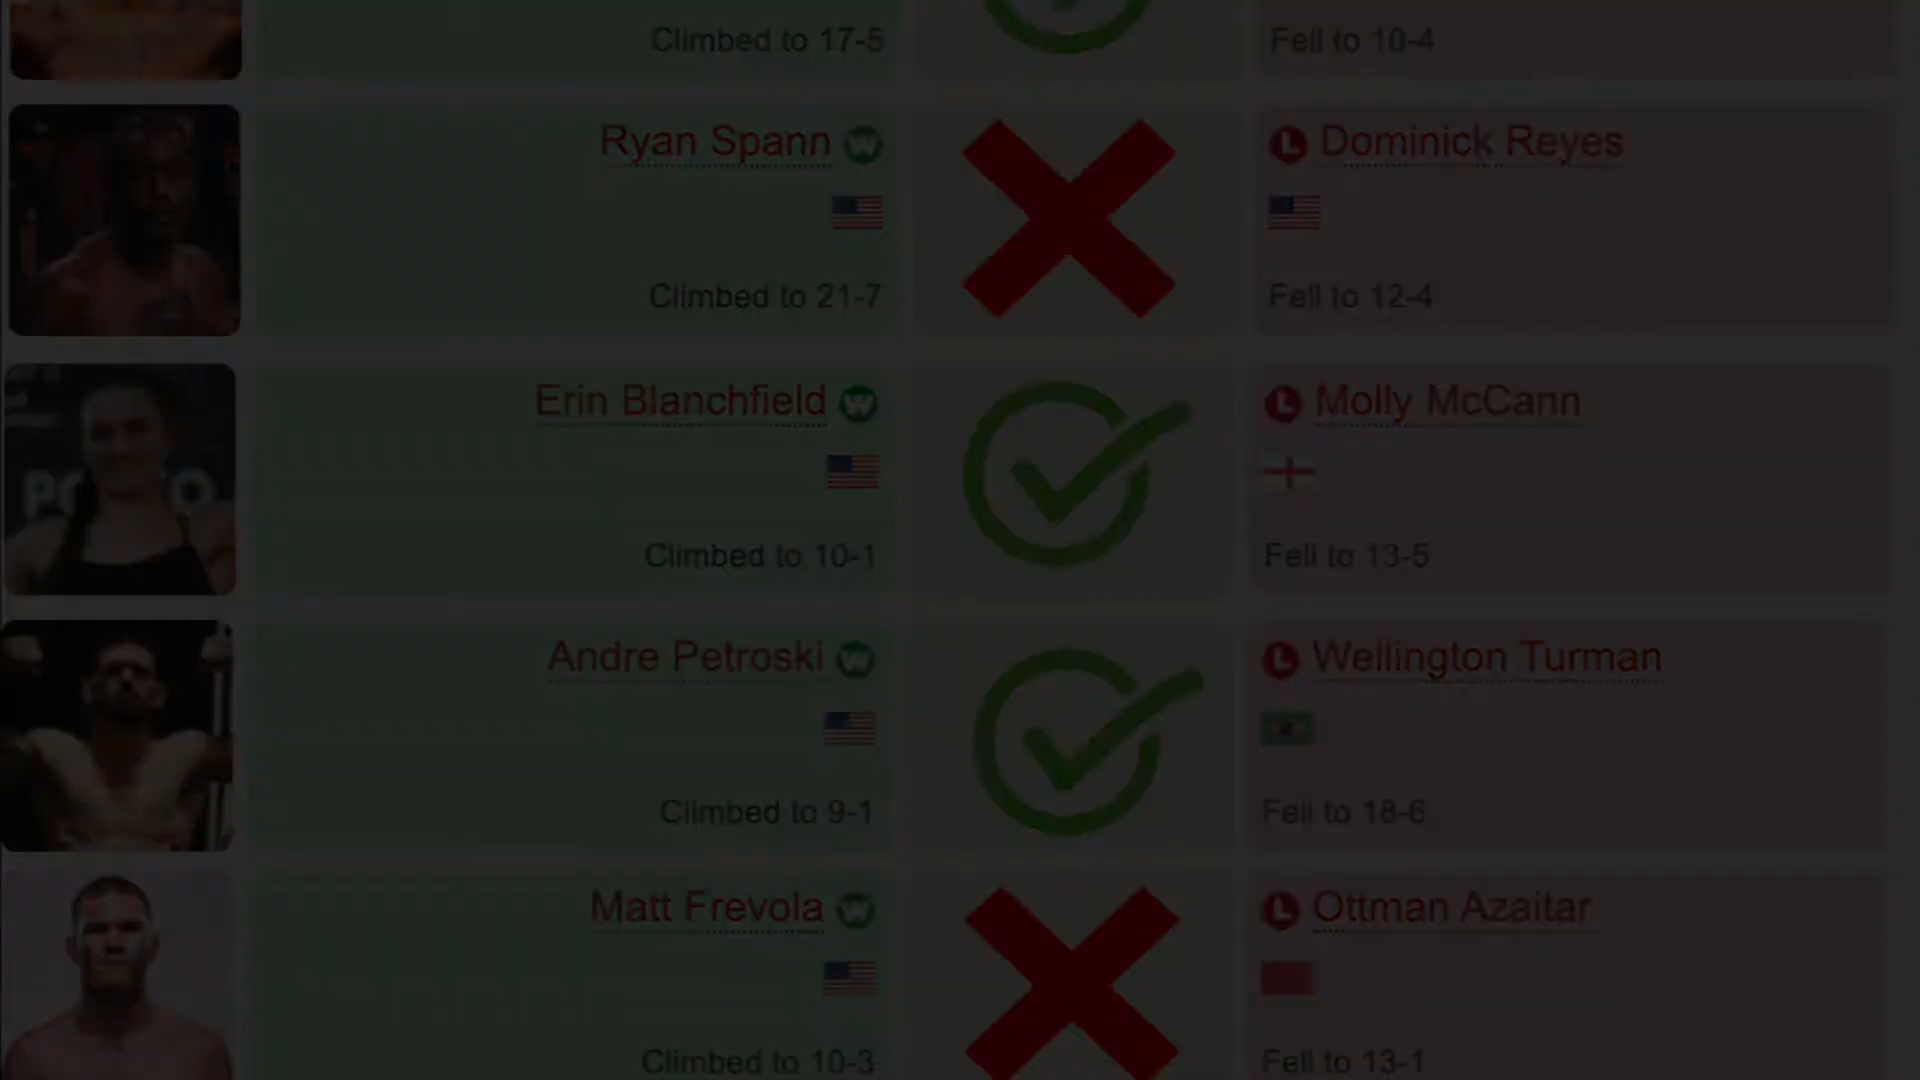 Climbed to 17-5
Fell to 10-4
Ryan Spann W
L Dominick Reyes
Climbed to 21-7
Fell to 12-4
Erin Blanchfield W
L Molly McCann
Climbed to 10-1
Fell to 13-5
Andre Petroski W
L Wellington Turman
Climbed to 9-1
Fell to 18-6
Matt Frevola W
L Ottman Azaitar
Climbed to 10-3
Fell to 13-1